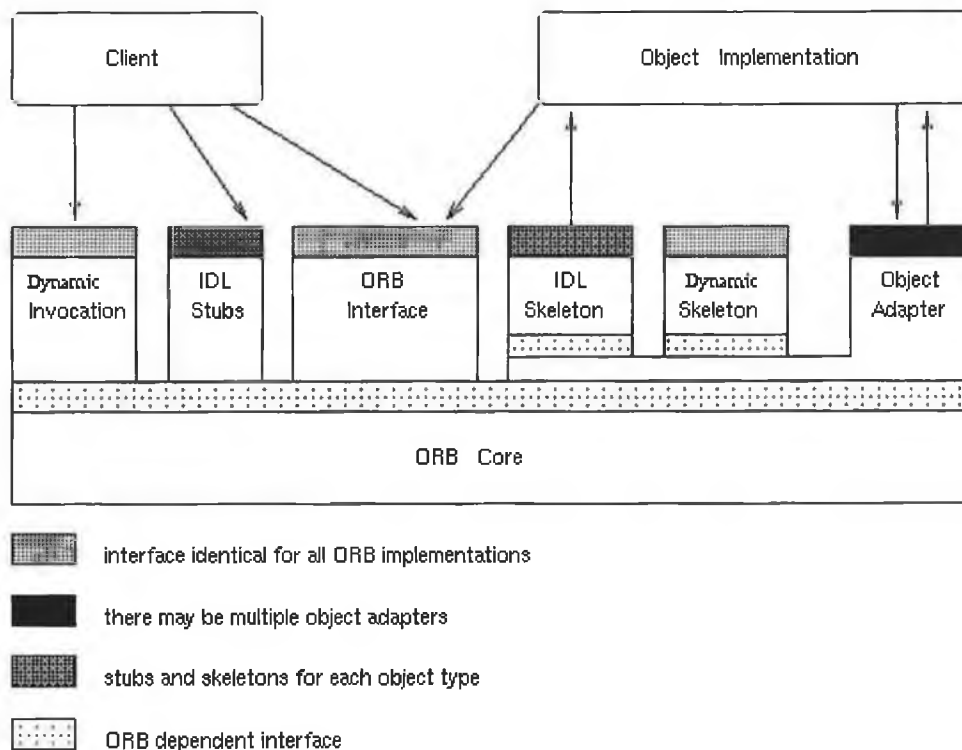 Client
Object Implementation
Dynamic
Invocation
IDL
Stubs
ORB
Interface
IDL
Skeleton
Dynamic
Skeleton
Object
Adapter
ORB Core
interface identical for all ORB implementations
there may be multiple object adapters
stubs and skeletons for each object type
ORB dependent interface